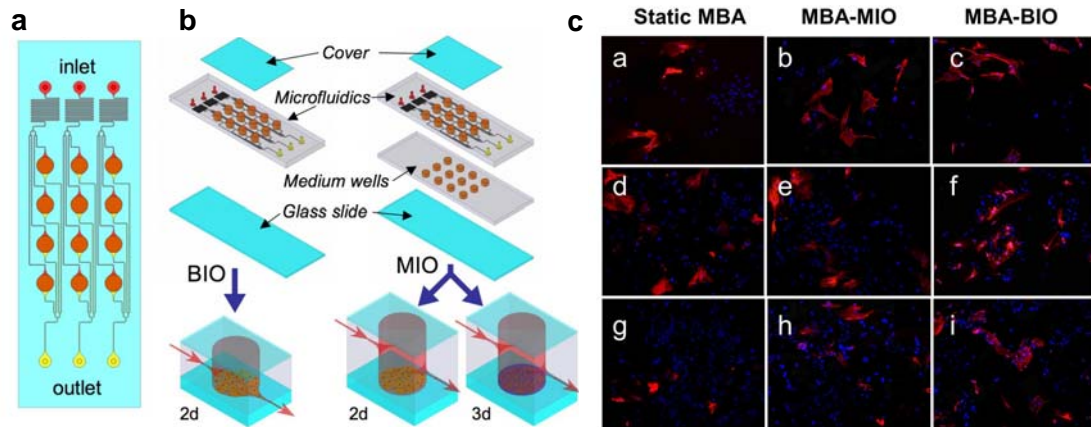 a
inlet
outlet
b
Cover
Microfluidics
Medium wells
Glass slide
BIO
MIO
2d
2d
3d
c
Static MBA
MBA-MIO
MBA-BIO
a
b
c
d
e
f
g
h
i